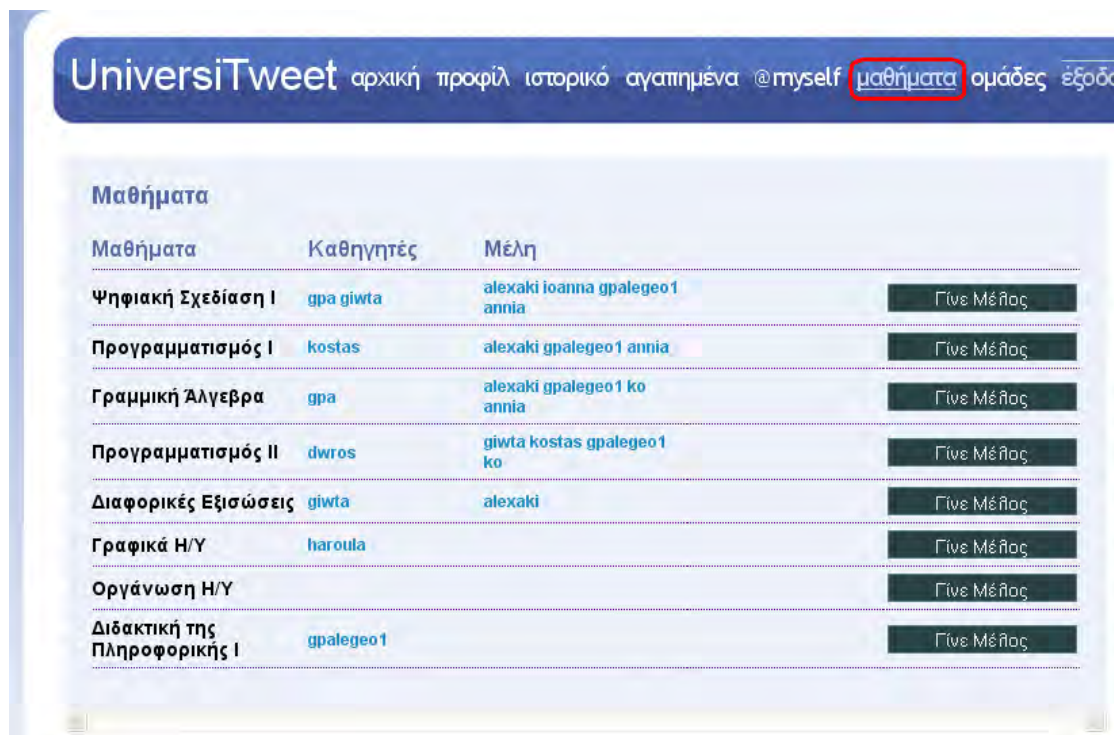 UniversiTweet αρχική προφίλ ιστορικό αγαπημένα @myself μαθήματα ομάδες
Μαθήματα
Μαθήματα Καθηγητές Μέλη
Ψηφιακή Σχεδίαση Ι gpa giwta alexaki ioanna gpalegeo1 annia Γίνε Μέλος
Προγραμματισμός Ι kostas alexaki gpalegeo1 annia Γίνε Μέλος
Γραμμική Άλγεβρα gpa alexaki gpalegeo1 ko annia Γίνε Μέλος
Προγραμματισμός ΙΙ dwros giwta kostas gpalegeo1 ko Γίνε Μέλος
Διαφορικές Εξισώσεις giwta alexaki Γίνε Μέλος
Γραφικά Η/Υ haroula Γίνε Μέλος
Οργάνωση Η/Υ Γίνε Μέλος
Διδακτική της Πληροφορικής Ι gpalegeo1 Γίνε Μέλος